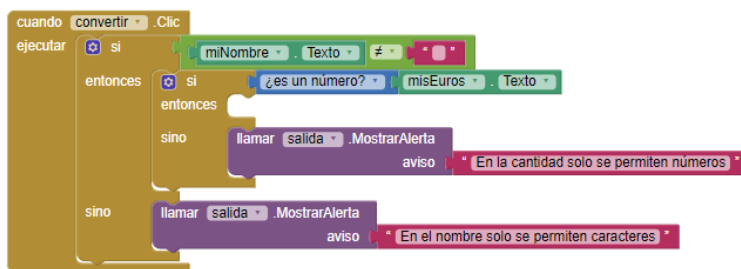 cuando convertir .Clic
ejecutar si miNombre . Texto ≠ " "
entonces si ¿es un número? misEuros . Texto
entonces
sino llamar salida .MostrarAlerta
aviso " En la cantidad solo se permiten números "
sino llamar salida .MostrarAlerta
aviso " En el nombre solo se permiten caracteres "